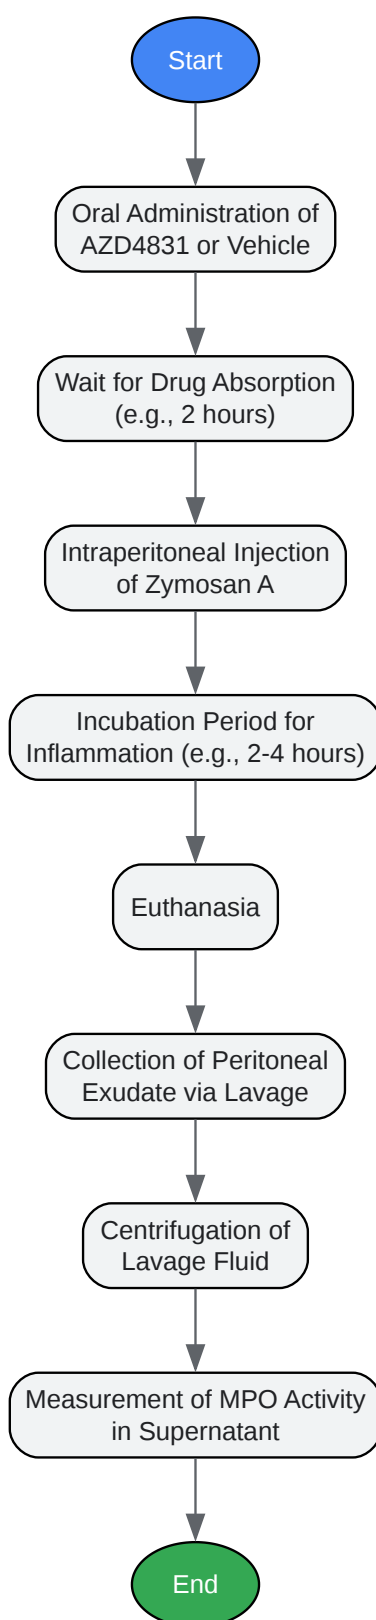 Start
Oral Administration of
AZD4831 or Vehicle
Wait for Drug Absorption
(e.g., 2 hours)
Intraperitoneal Injection
of Zymosan A
Incubation Period for
Inflammation (e.g., 2-4 hours)
Euthanasia
Collection of Peritoneal
Exudate via Lavage
Centrifugation of
Lavage Fluid
Measurement of MPO Activity
in Supernatant
End